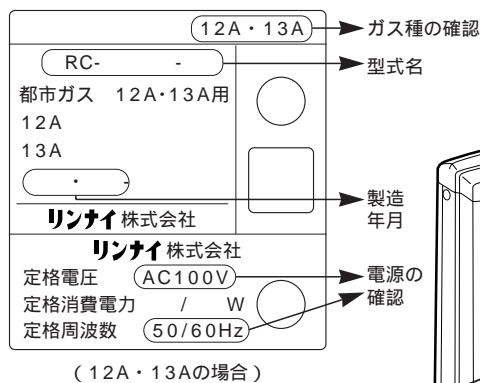 12A・13A
ガス種の確認
RC-　　-
型式名
都市ガス　12A・13A用
12A
13A
・　-
製造
年月
リンナイ株式会社
リンナイ株式会社
定格電圧　AC100V
電源の
確認
定格消費電力　/　W
定格周波数　50/60Hz
（12A・13Aの場合）